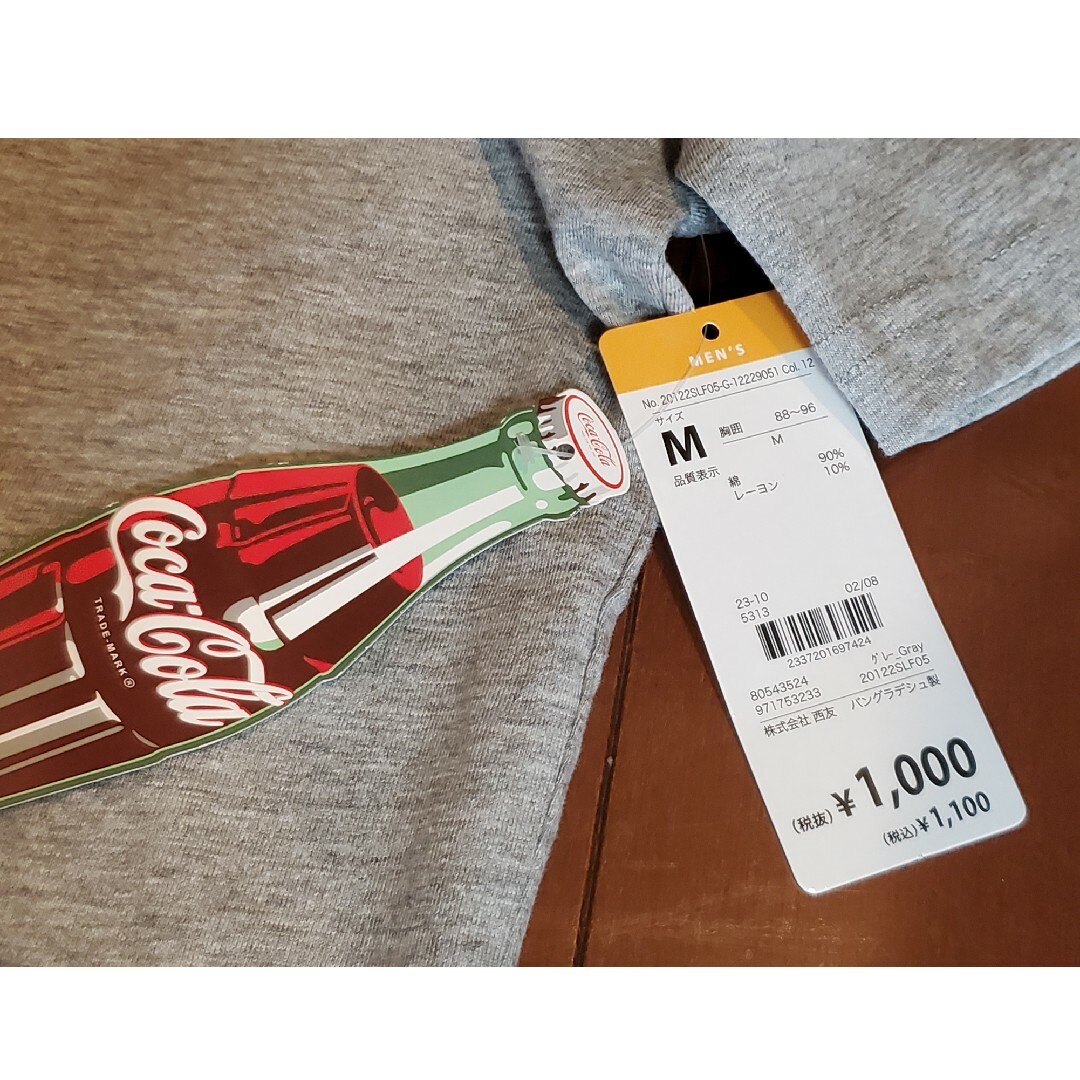 Coca-Cola
Coca-Cola
TRADE-MARK®
MEN'S
No. 20122SLF05-G-12229051 Col. 12
サイズ
M 胸囲 88~96
M
品質表示 綿 90%
レーヨン 10%
23-10 02/08
5313
2337201697424
80543524 グレー Gray
971753233 20122SLF05
株式会社 西友 バングラデシュ製
(税抜) ¥1,000
(税込) ¥1,100